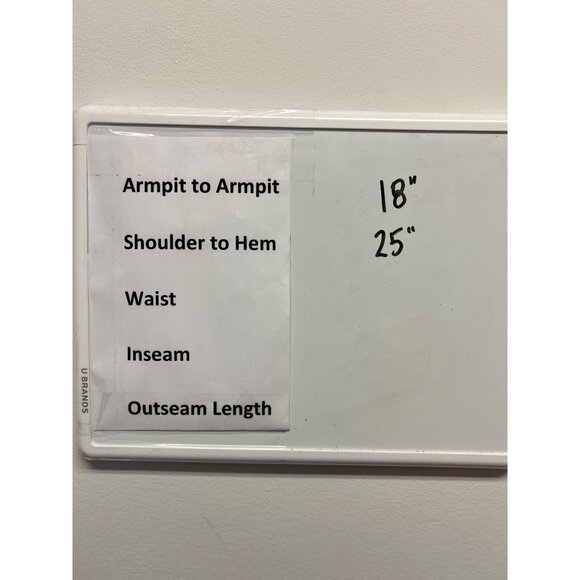 Armpit to Armpit 18"
Shoulder to Hem 25"
Waist
Inseam
Outseam Length
U BRANDS